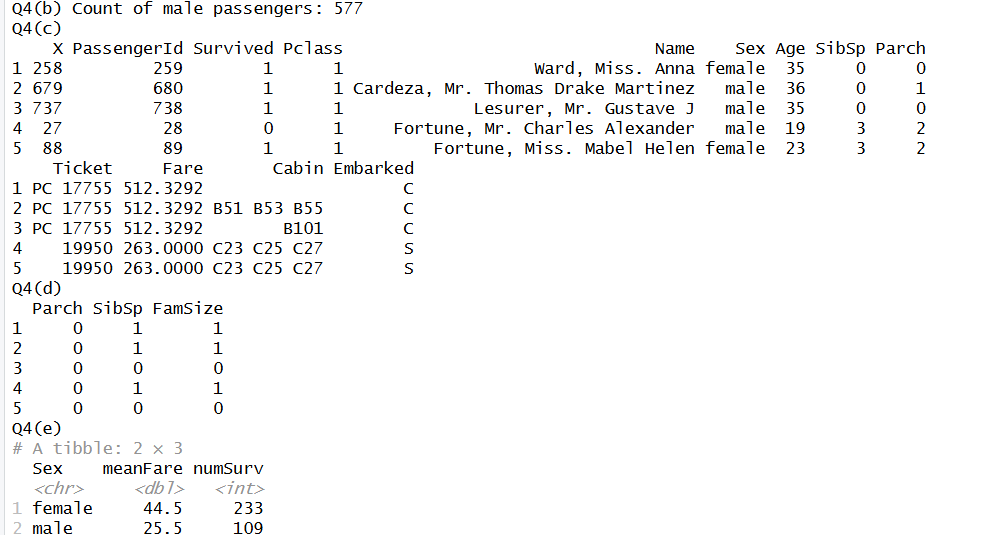 Q4(b) Count of male passengers: 577
Q4(c)
    X PassengerId Survived Pclass                               Name    Sex Age SibSp Parch
1 258         259        1      1                   Ward, Miss. Anna female  35     0     0
2 679         680        1      1 Cardeza, Mr. Thomas Drake Martinez   male  36     0     1
3 737         738        1      1             Lesurer, Mr. Gustave J   male  35     0     0
4  27          28        0      1     Fortune, Mr. Charles Alexander   male  19     3     2
5  88          89        1      1         Fortune, Miss. Mabel Helen female  23     3     2
    Ticket     Fare       Cabin Embarked
1 PC 17755 512.3292                    C
2 PC 17755 512.3292 B51 B53 B55        C
3 PC 17755 512.3292        B101        C
4    19950 263.0000 C23 C25 C27        S
5    19950 263.0000 C23 C25 C27        S
Q4(d)
  Parch SibSp FamSize
1     0     1       1
2     0     1       1
3     0     0       0
4     0     1       1
5     0     0       0
Q4(e)
# A tibble: 2 × 3
  Sex    meanFare numSurv
  <chr>     <dbl>   <int>
1 female     44.5     233
2 male       25.5     109